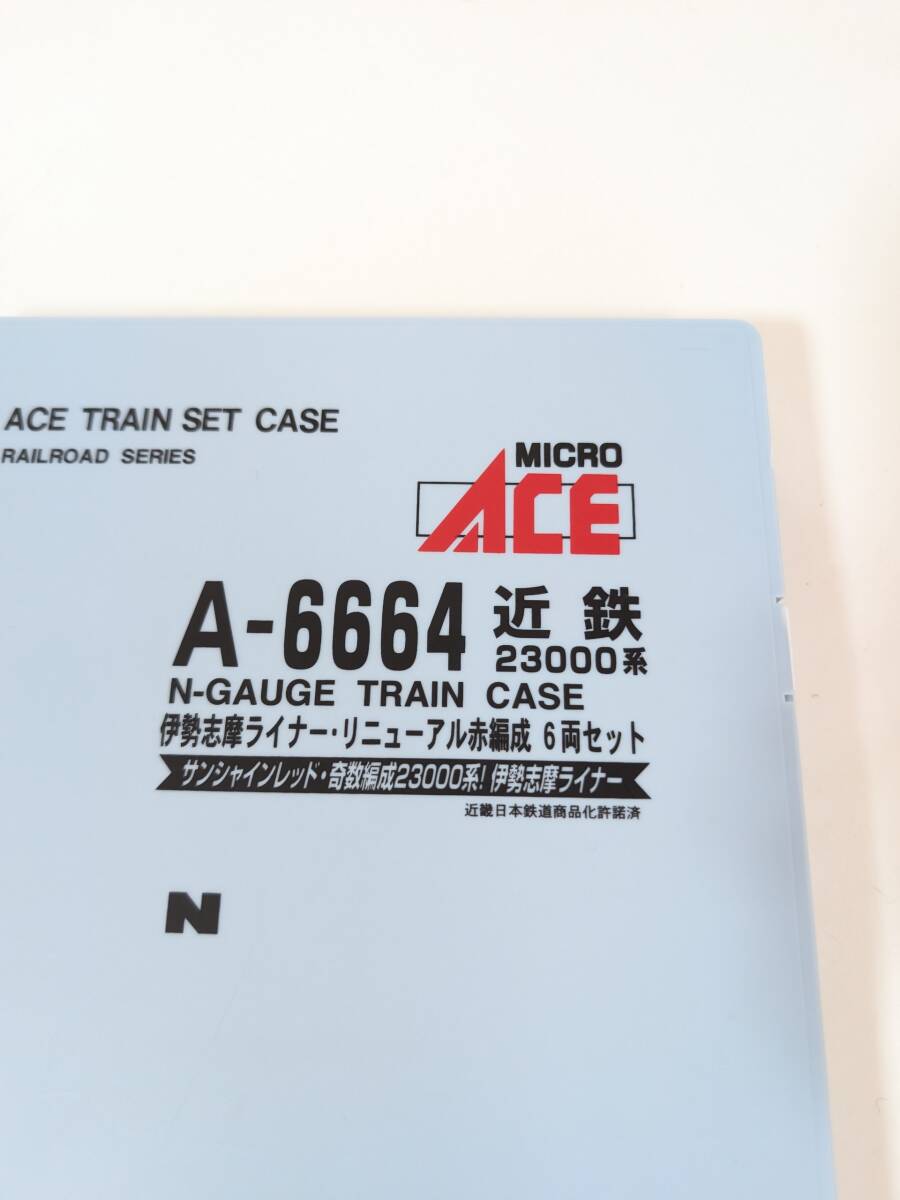 ACE TRAIN SET CASE
RAILROAD SERIES
MICRO
ACE
A-6664 近鉄
23000系
N-GAUGE TRAIN CASE
伊勢志摩ライナー・リニューアル赤編成 6両セット
サンシャインレッド・奇数編成23000系! 伊勢志摩ライナー
近畿日本鉄道商品化許諾済
N